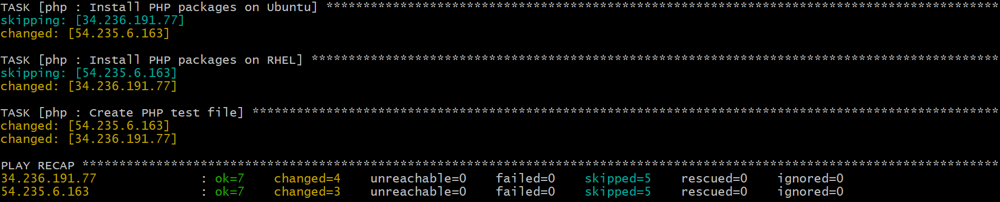 TASK [php : Install PHP packages on Ubuntu] *******************************************************************************************
skipping: [34.236.191.77]
changed: [54.235.6.163]
TASK [php : Install PHP packages on RHEL] *********************************************************************************************
skipping: [54.235.6.163]
changed: [34.236.191.77]
TASK [php : Create PHP test file] *****************************************************************************************************
changed: [54.235.6.163]
changed: [34.236.191.77]
PLAY RECAP ****************************************************************************************************************************
34.236.191.77              : ok=7    changed=4    unreachable=0    failed=0    skipped=5    rescued=0    ignored=0
54.235.6.163               : ok=7    changed=3    unreachable=0    failed=0    skipped=5    rescued=0    ignored=0